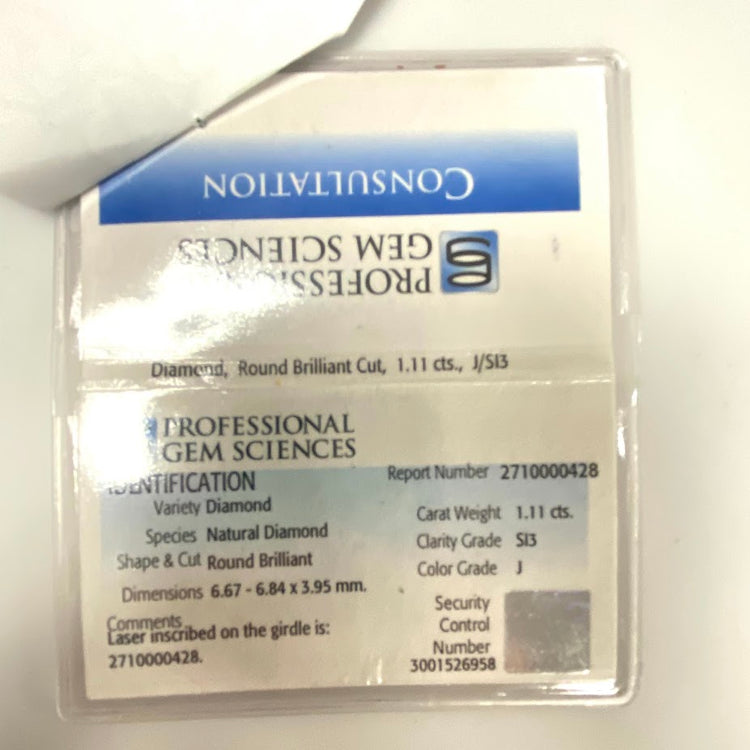 CONSULTATION
PROFESSIONAL
GEM SCIENCES
Diamond, Round Brilliant Cut, 1.11 cts., J/SI3
PROFESSIONAL
GEM SCIENCES
IDENTIFICATION
Report Number 2710000428
Variety Diamond
Carat Weight 1.11 cts.
Species Natural Diamond
Clarity Grade SI3
Shape & Cut Round Brilliant
Color Grade J
Dimensions 6.67 - 6.84 x 3.95 mm.
Comments
Laser inscribed on the girdle is:
2710000428.
Security
Control
Number
3001526958